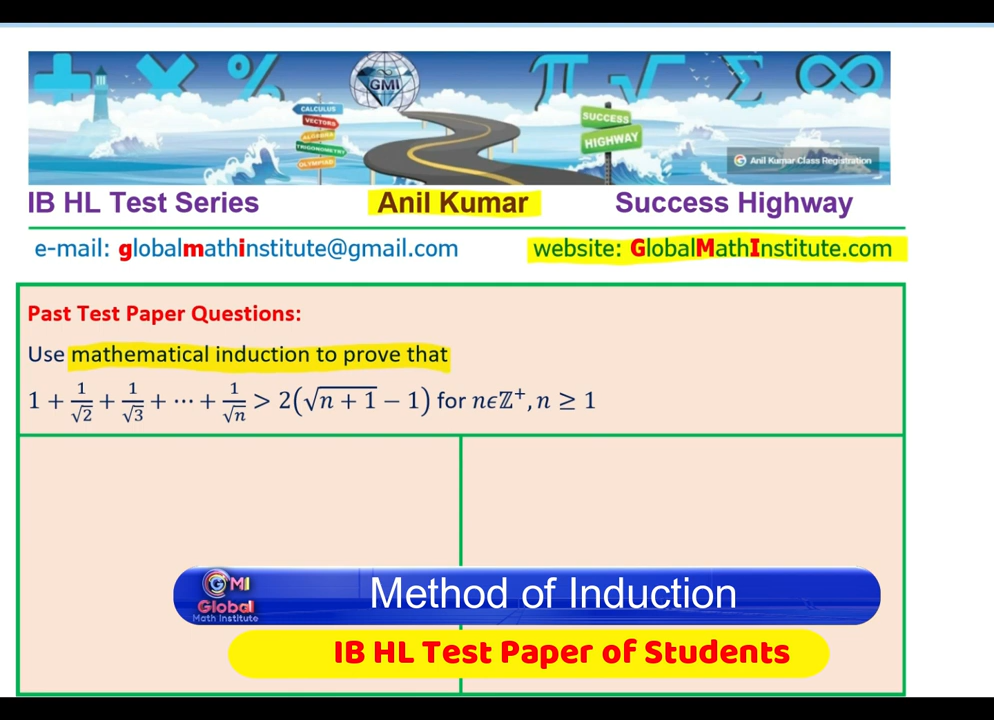 + × % GMI π √ Σ ∞
CALCULUS
VECTORS
ALGEBRA
TRIGONOMETRY
OLYMPIAD
SUCCESS
HIGHWAY
G Anil Kumar Class Registration
IB HL Test Series Anil Kumar Success Highway
e-mail: globalmathinstitute@gmail.com website: GlobalMathInstitute.com
Past Test Paper Questions:
Use mathematical induction to prove that
1 + 1/√2 + 1/√3 + ⋯ + 1/√n > 2(√(n + 1) − 1) for nϵℤ⁺, n ≥ 1
GMI
Global
Math Institute
Method of Induction
IB HL Test Paper of Students